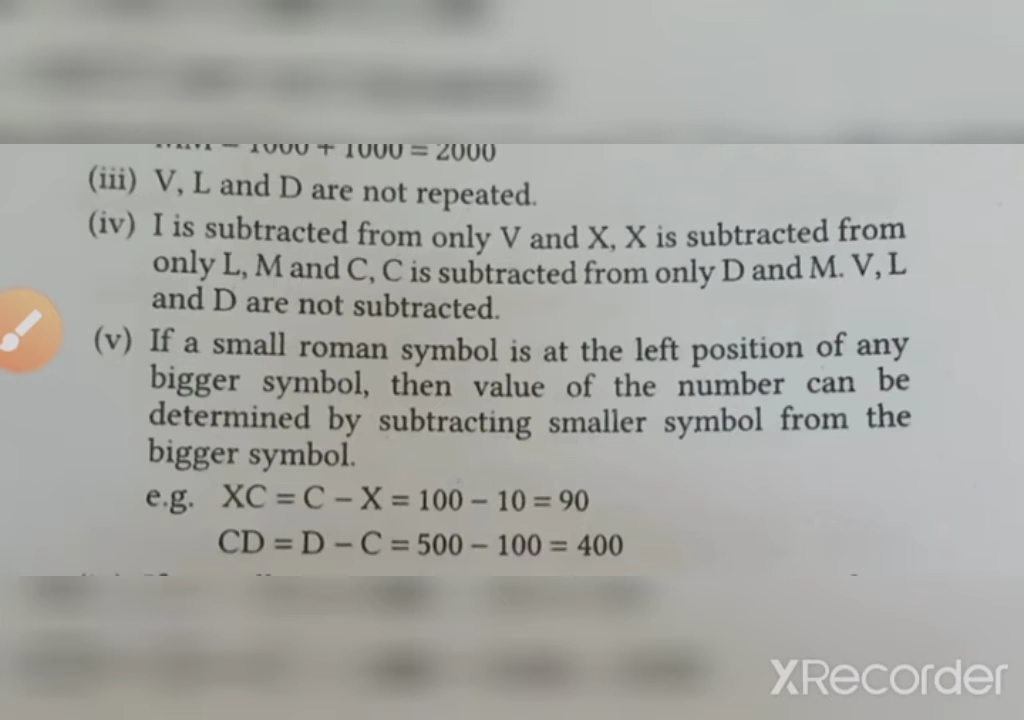 1000 + 1000 = 2000
(iii) V, L and D are not repeated.
(iv) I is subtracted from only V and X, X is subtracted from
only L, M and C, C is subtracted from only D and M. V, L
and D are not subtracted.
(v) If a small roman symbol is at the left position of any
bigger symbol, then value of the number can be
determined by subtracting smaller symbol from the
bigger symbol.
e.g. XC = C – X = 100 – 10 = 90
CD = D – C = 500 – 100 = 400
XRecorder